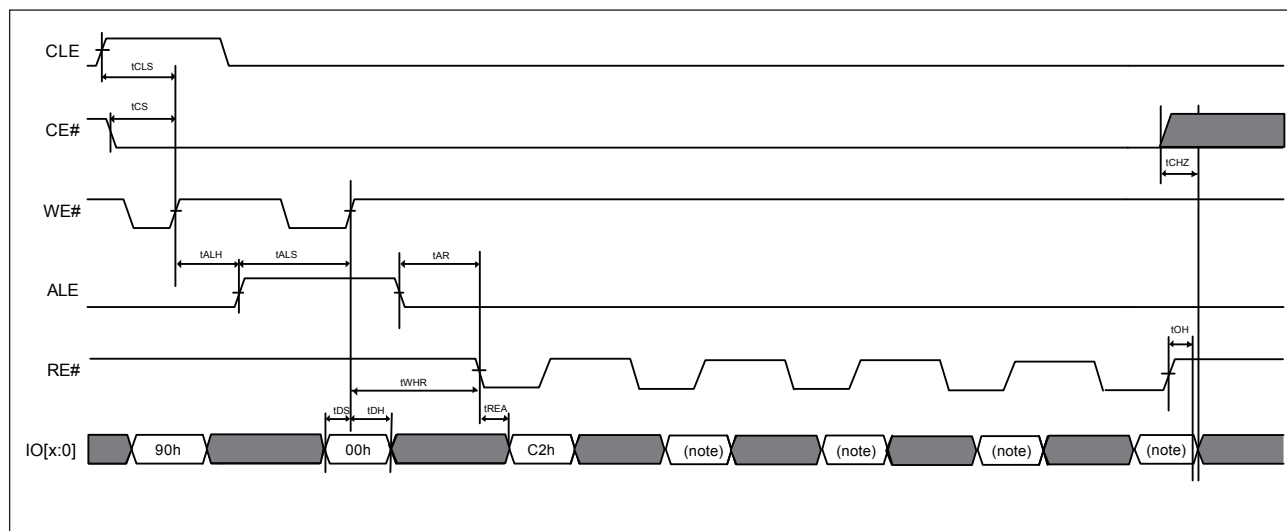 CLE
tCLS
tCS
CE#
tCHZ
WE#
tALH tALS tAR
ALE
tOH
RE#
tWHR
tDS tDH tREA
IO[x:0] 90h 00h C2h (note) (note) (note) (note)